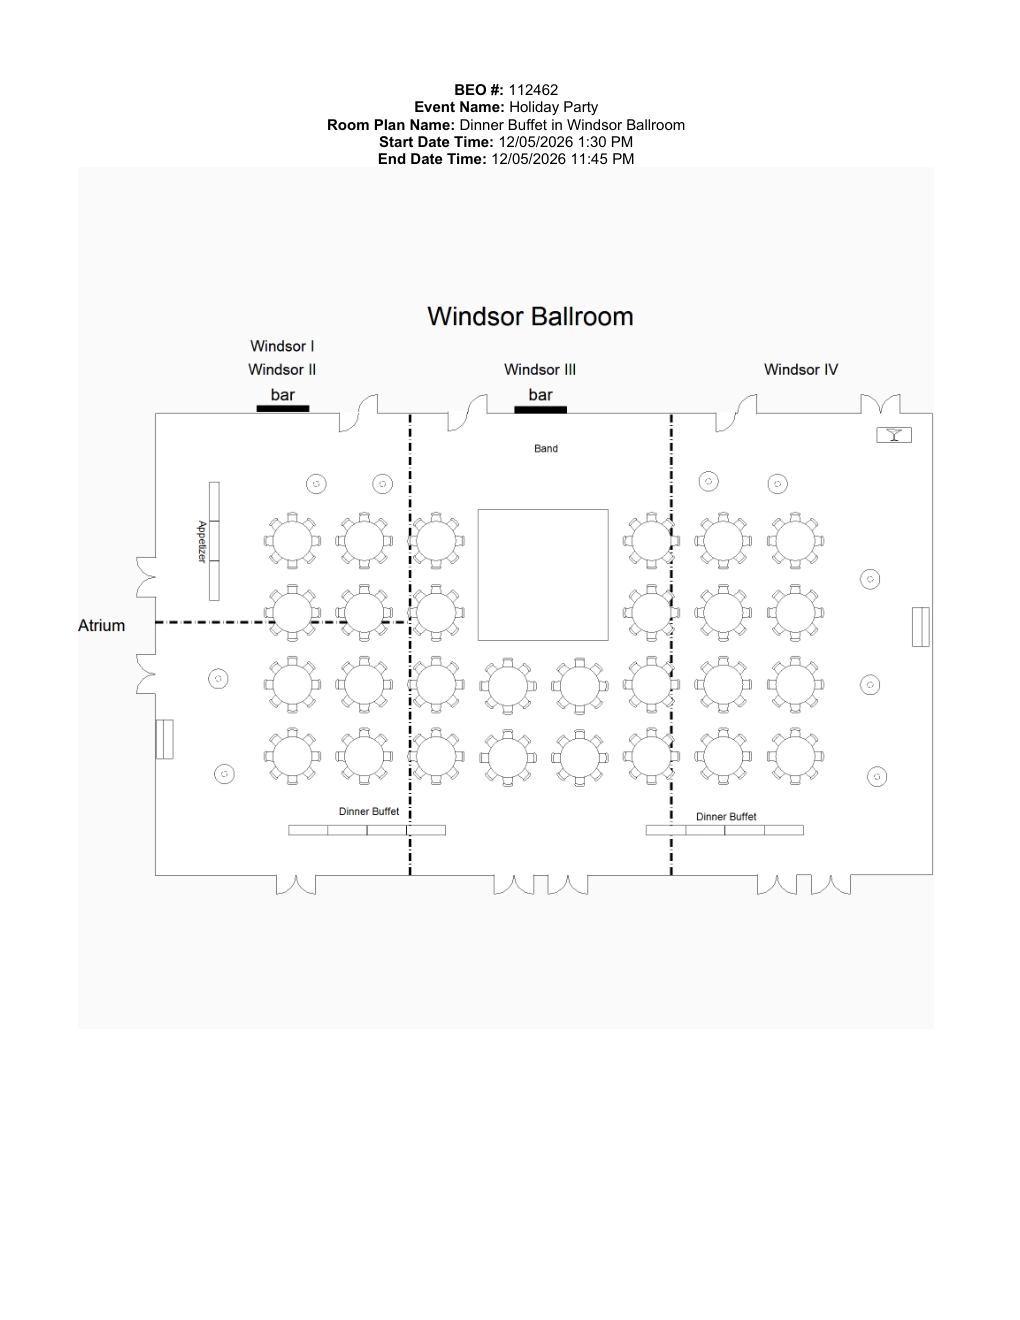 BEO #: 112462
Event Name: Holiday Party
Room Plan Name: Dinner Buffet in Windsor Ballroom
Start Date Time: 12/05/2026 1:30 PM
End Date Time: 12/05/2026 11:45 PM
Windsor Ballroom
Windsor I
Windsor II
Windsor III
Windsor IV
bar
bar
Band
Appetizer
Atrium
Dinner Buffet
Dinner Buffet